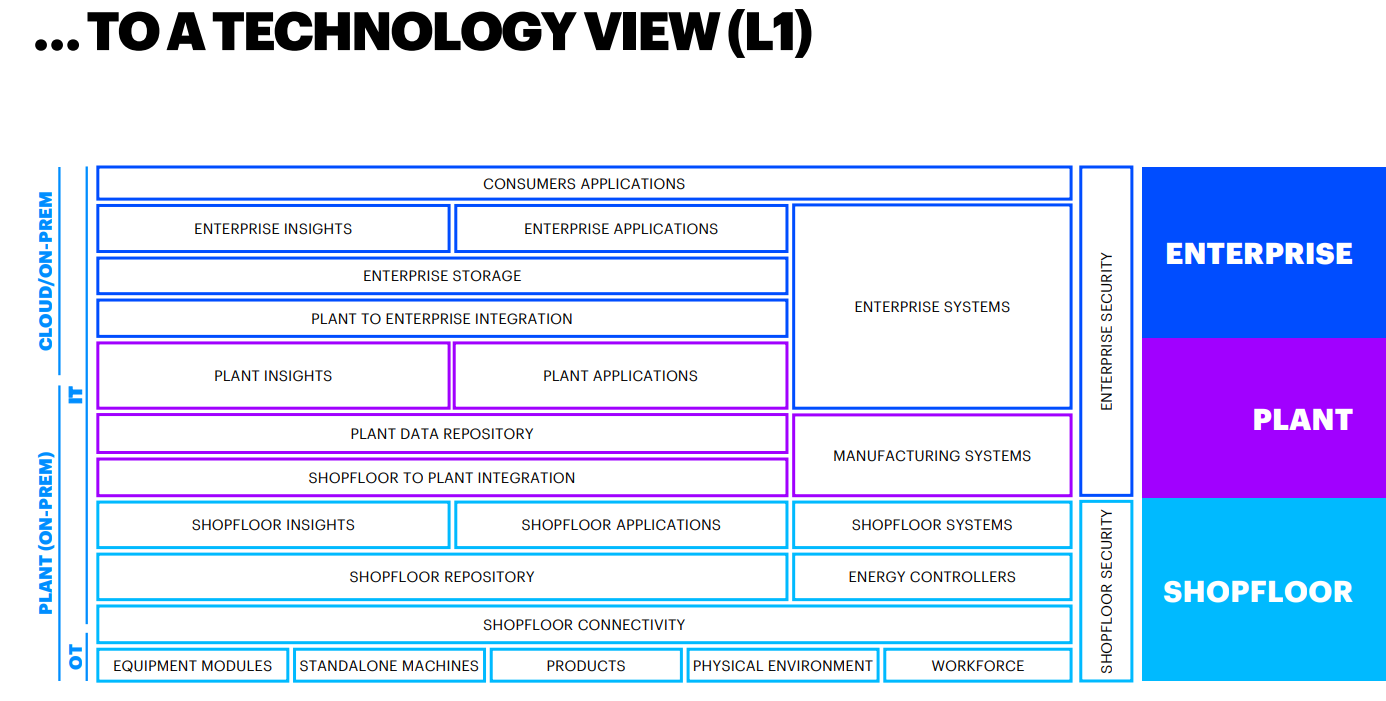 ... TO A TECHNOLOGY VIEW (L1)
CLOUD/ON-PREM
PLANT (ON-PREM)
IT
OT
CONSUMERS APPLICATIONS
ENTERPRISE INSIGHTS
ENTERPRISE APPLICATIONS
ENTERPRISE STORAGE
PLANT TO ENTERPRISE INTEGRATION
ENTERPRISE SYSTEMS
PLANT INSIGHTS
PLANT APPLICATIONS
PLANT DATA REPOSITORY
SHOPFLOOR TO PLANT INTEGRATION
MANUFACTURING SYSTEMS
SHOPFLOOR INSIGHTS
SHOPFLOOR APPLICATIONS
SHOPFLOOR SYSTEMS
SHOPFLOOR REPOSITORY
ENERGY CONTROLLERS
SHOPFLOOR CONNECTIVITY
EQUIPMENT MODULES
STANDALONE MACHINES
PRODUCTS
PHYSICAL ENVIRONMENT
WORKFORCE
ENTERPRISE SECURITY
SHOPFLOOR SECURITY
ENTERPRISE
PLANT
SHOPFLOOR